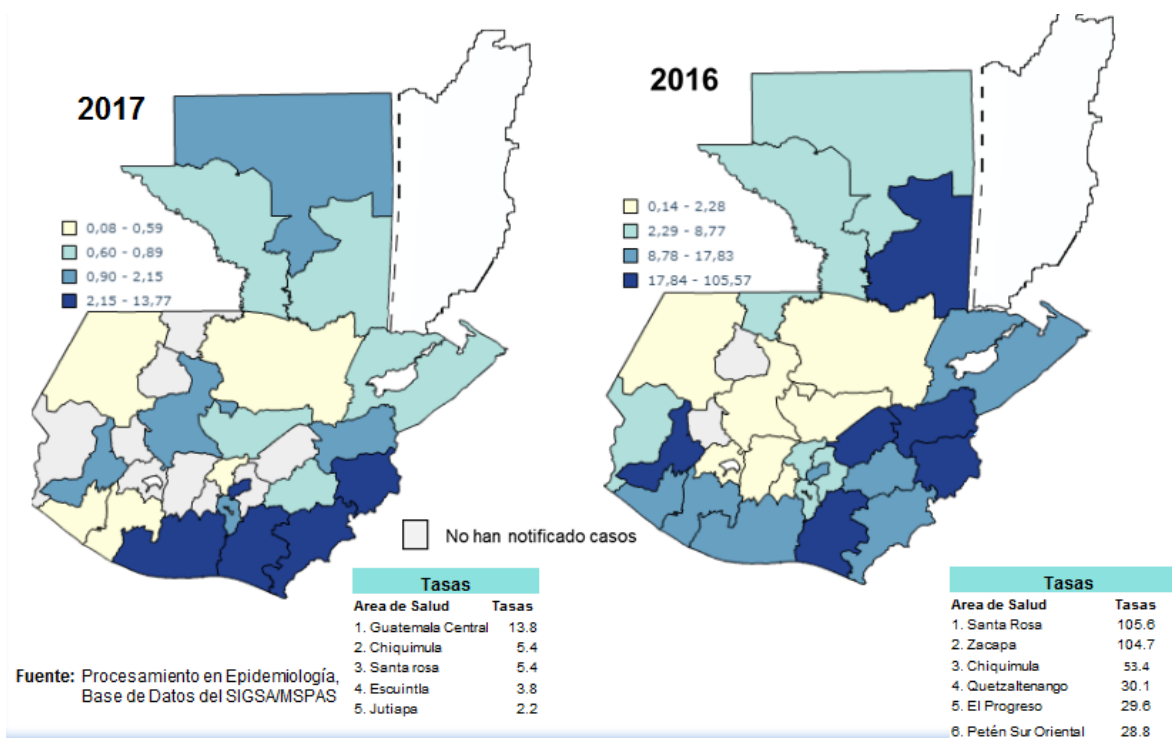 2017
0,08 - 0,59
0,60 - 0,89
0,90 - 2,15
2,15 - 13,77
2016
0,14 - 2,28
2,29 - 8,77
8,78 - 17,83
17,84 - 105,57
No han notificado casos
Tasas
Area de Salud Tasas
1. Guatemala Central 13.8
2. Chiquimula 5.4
3. Santa rosa 5.4
4. Escuintla 3.8
5. Jutiapa 2.2
Fuente: Procesamiento en Epidemiología,
Base de Datos del SIGSA/MSPAS
Tasas
Area de Salud Tasas
1. Santa Rosa 105.6
2. Zacapa 104.7
3. Chiquimula 53.4
4. Quetzaltenango 30.1
5. El Progreso 29.6
6. Petén Sur Oriental 28.8